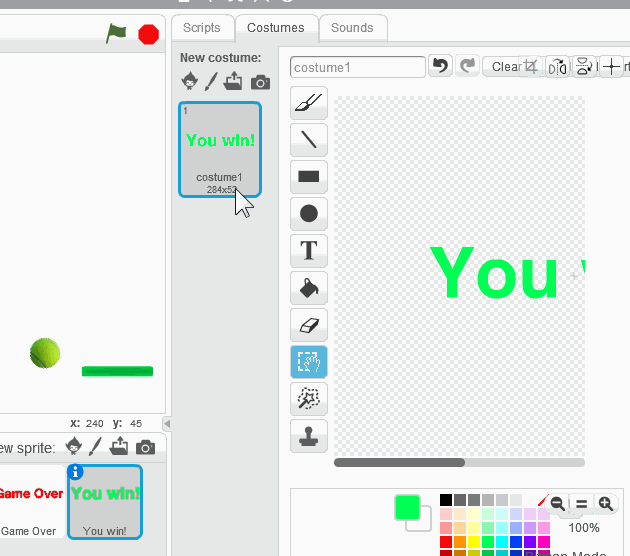 Scripts
Costumes
Sounds
New costume:
costume1
Clear
1
You win!
costume1
284x52
You
T
x: 240 y: 45
ew sprite:
Game Over
You win!
Game Over
You win!
100%